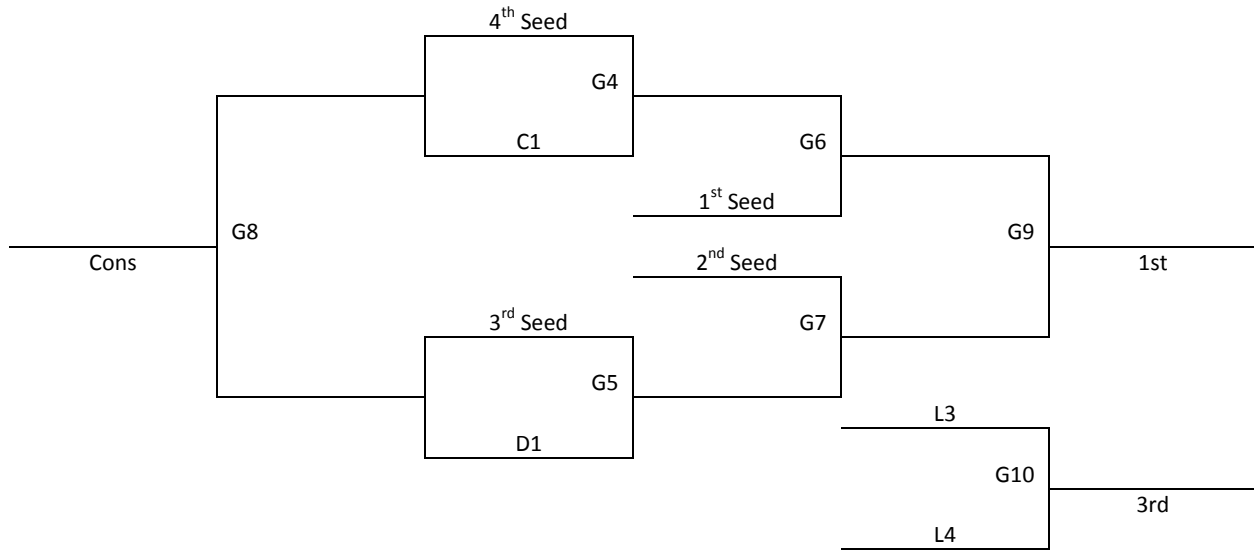 4th Seed
G4
C1
G6
1st Seed
G8
G9
Cons
2nd Seed
1st
3rd Seed
G7
G5
L3
D1
G10
3rd
L4